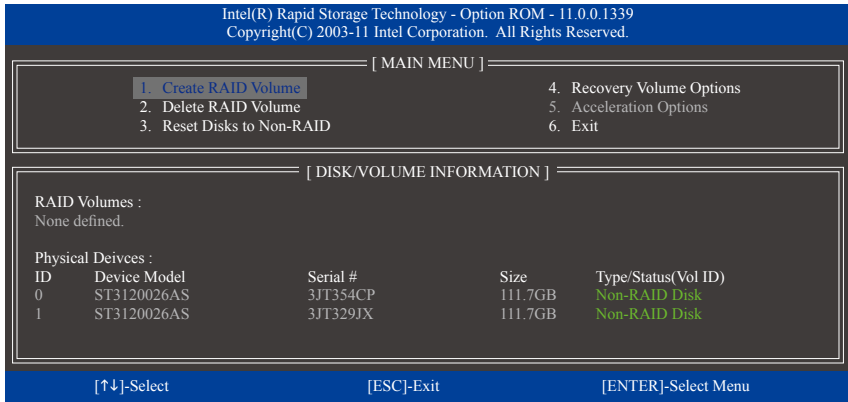 Intel(R) Rapid Storage Technology - Option ROM - 11.0.0.1339
Copyright(C) 2003-11 Intel Corporation. All Rights Reserved.
[ MAIN MENU ]
1. Create RAID Volume
2. Delete RAID Volume
3. Reset Disks to Non-RAID
4. Recovery Volume Options
5. Acceleration Options
6. Exit
[ DISK/VOLUME INFORMATION ]
RAID Volumes :
None defined.
Physical Deivces :
ID Device Model Serial # Size Type/Status(Vol ID)
0 ST3120026AS 3JT354CP 111.7GB Non-RAID Disk
1 ST3120026AS 3JT329JX 111.7GB Non-RAID Disk
[↑↓]-Select [ESC]-Exit [ENTER]-Select Menu